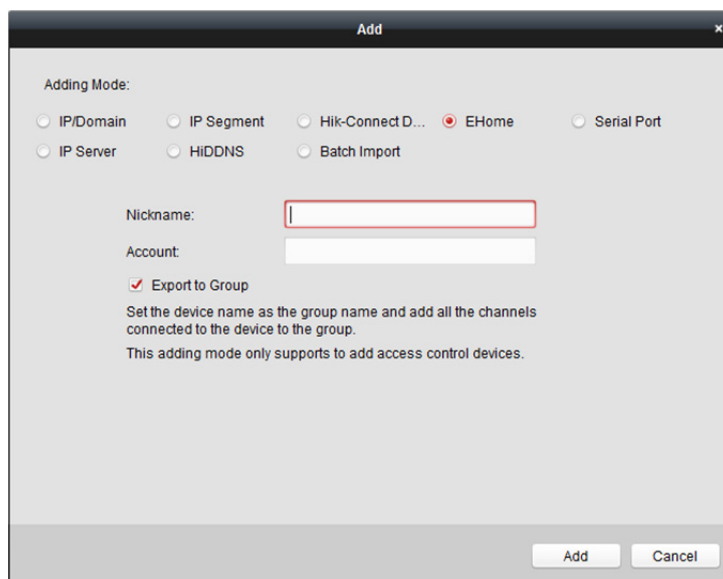 Add
Adding Mode:
IP/Domain IP Segment Hik-Connect D... EHome Serial Port
IP Server HiDDNS Batch Import
Nickname:
Account:
Export to Group
Set the device name as the group name and add all the channels
connected to the device to the group.
This adding mode only supports to add access control devices.
Add Cancel